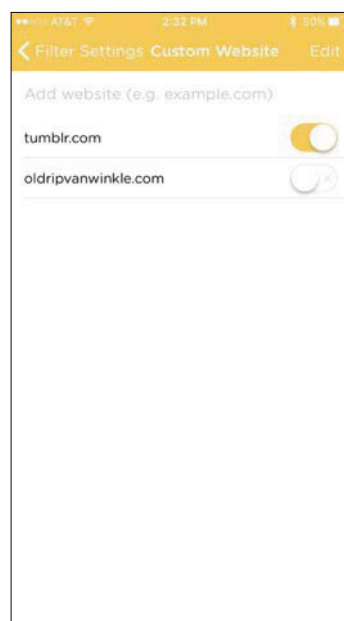 AT&T 2:32 PM 50%
Filter Settings Custom Website Edit
Add website (e.g. example.com)
tumblr.com
oldripvanwinkle.com